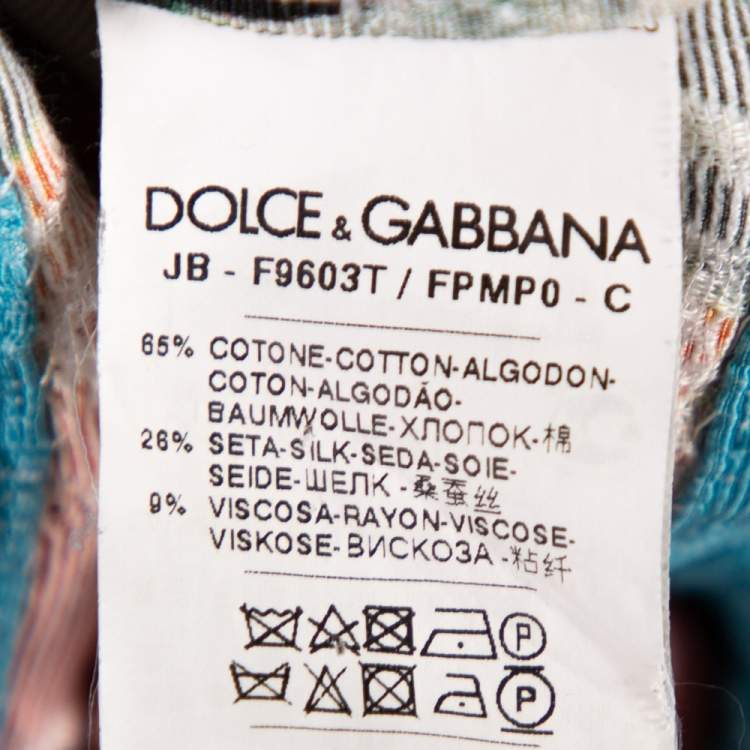 DOLCE & GABBANA
JB - F9603T / FPMP0 - C
65% COTONE-COTTON-ALGODON-
COTON-ALGODÃO-
BAUMWOLLE-ХЛОПОК-棉
26% SETA-SILK-SEDA-SOIE-
SEIDE-ШЕЛК-桑蚕丝
9% VISCOSA-RAYON-VISCOSE-
VISKOSE-ВИСКОЗА-粘纤
P
P